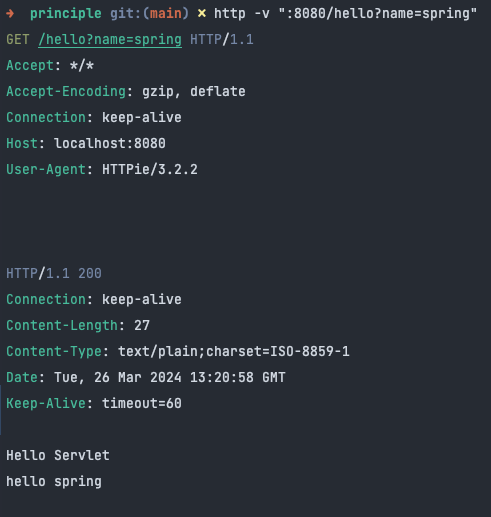 → principle git:(main) ✗ http -v ":8080/hello?name=spring"
GET /hello?name=spring HTTP/1.1
Accept: */*
Accept-Encoding: gzip, deflate
Connection: keep-alive
Host: localhost:8080
User-Agent: HTTPie/3.2.2
HTTP/1.1 200
Connection: keep-alive
Content-Length: 27
Content-Type: text/plain;charset=ISO-8859-1
Date: Tue, 26 Mar 2024 13:20:58 GMT
Keep-Alive: timeout=60
Hello Servlet
hello spring